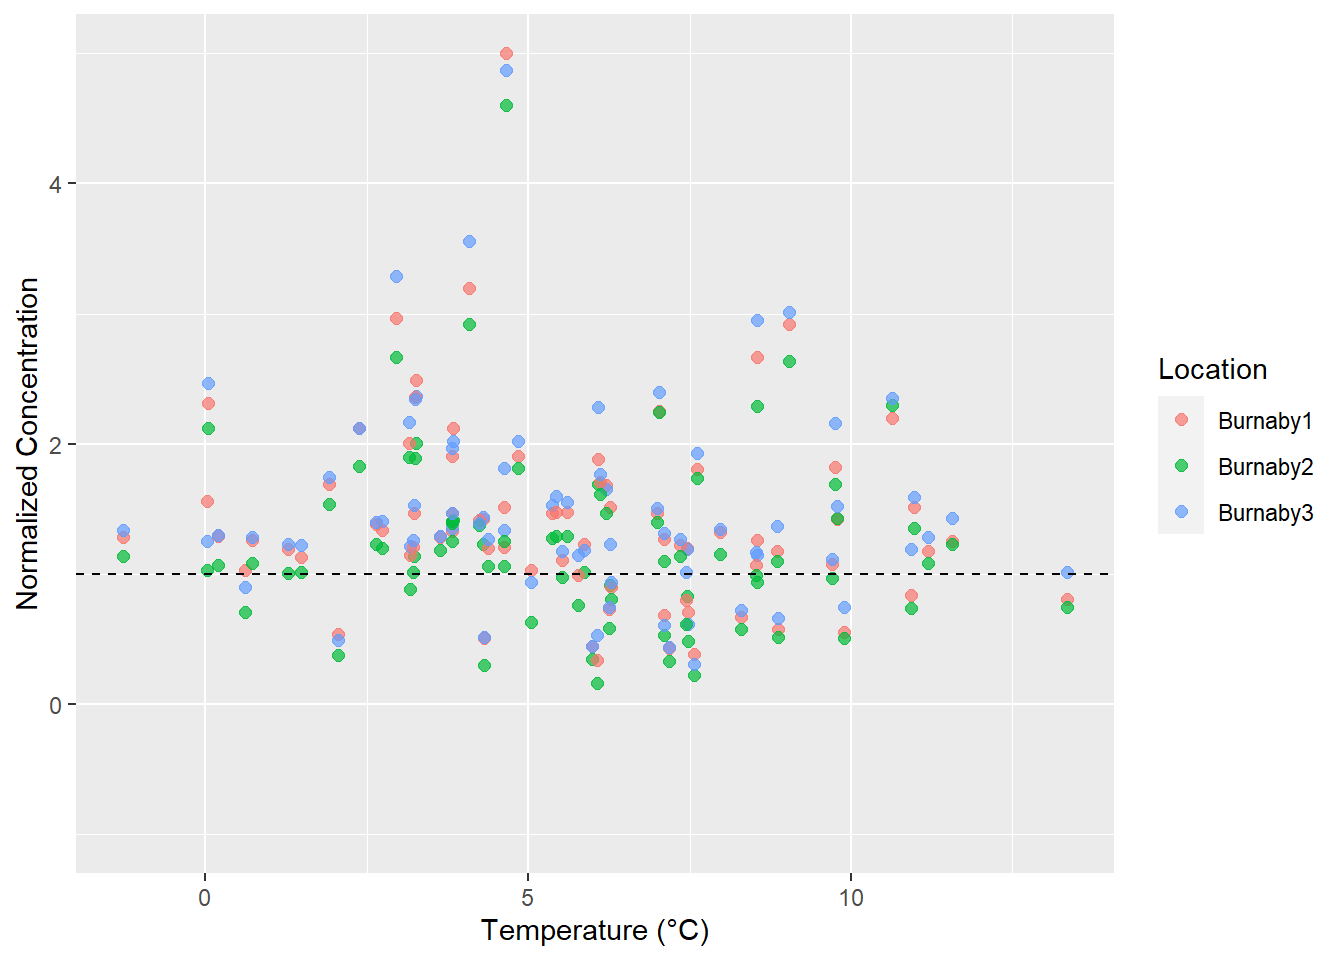 4
2
0
0
5
10
Normalized Concentration
Temperature (°C)
Location
Burnaby1
Burnaby2
Burnaby3